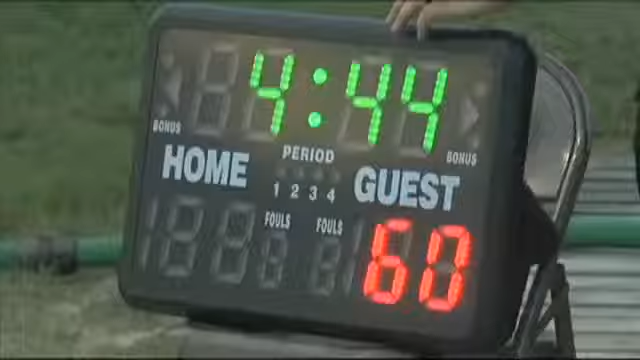 4:44
BONUS
BONUS
PERIOD
HOME
GUEST
1 2 3 4
FOULS
FOULS
60